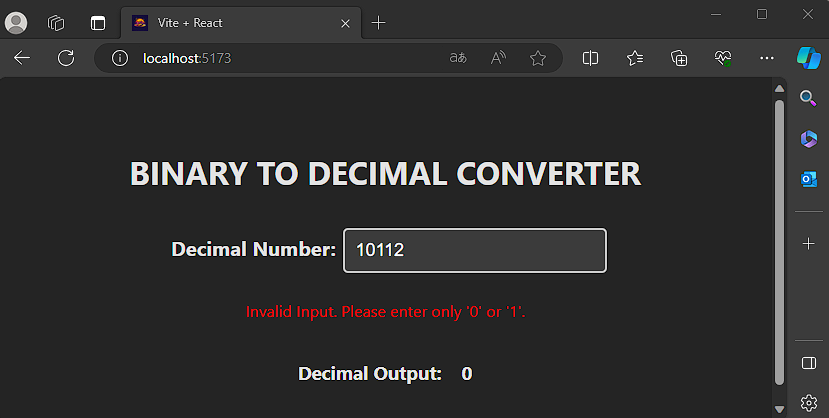 Vite + React
localhost:5173
BINARY TO DECIMAL CONVERTER
Decimal Number: 10112
Invalid Input. Please enter only '0' or '1'.
Decimal Output: 0